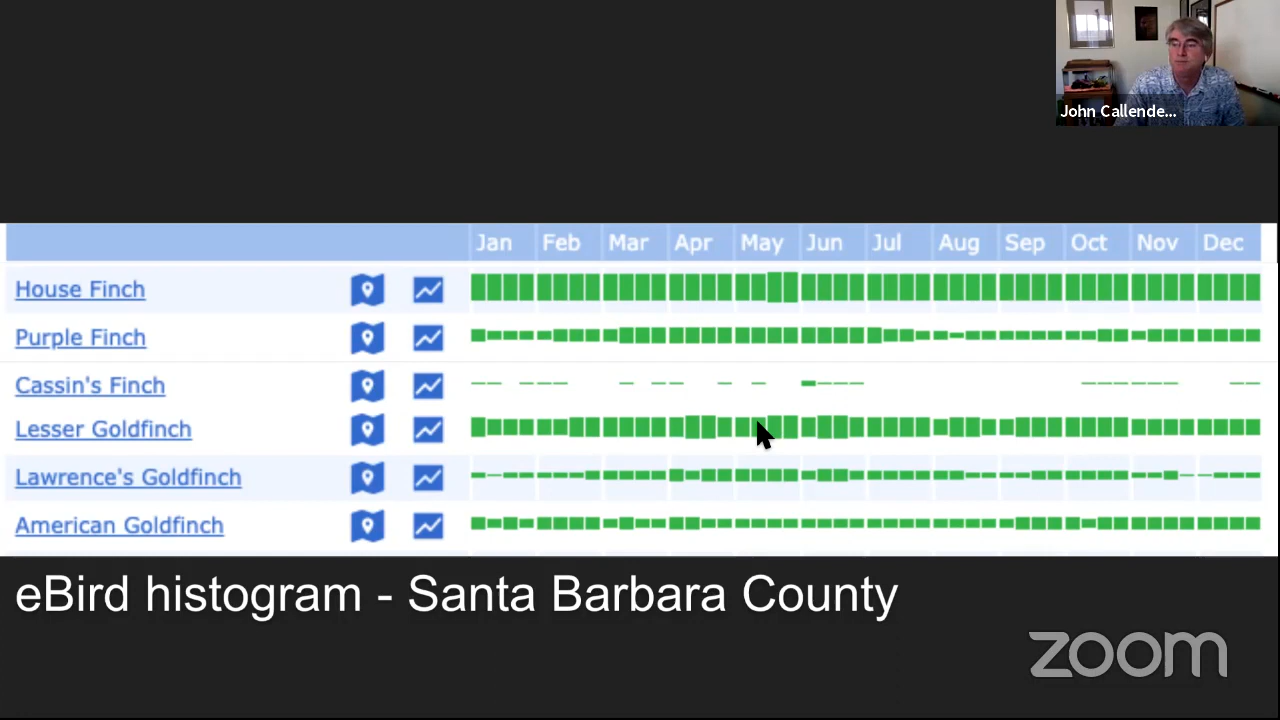 John Callende...
Jan Feb Mar Apr May Jun Jul Aug Sep Oct Nov Dec
House Finch
Purple Finch
Cassin's Finch
Lesser Goldfinch
Lawrence's Goldfinch
American Goldfinch
eBird histogram - Santa Barbara County
zoom